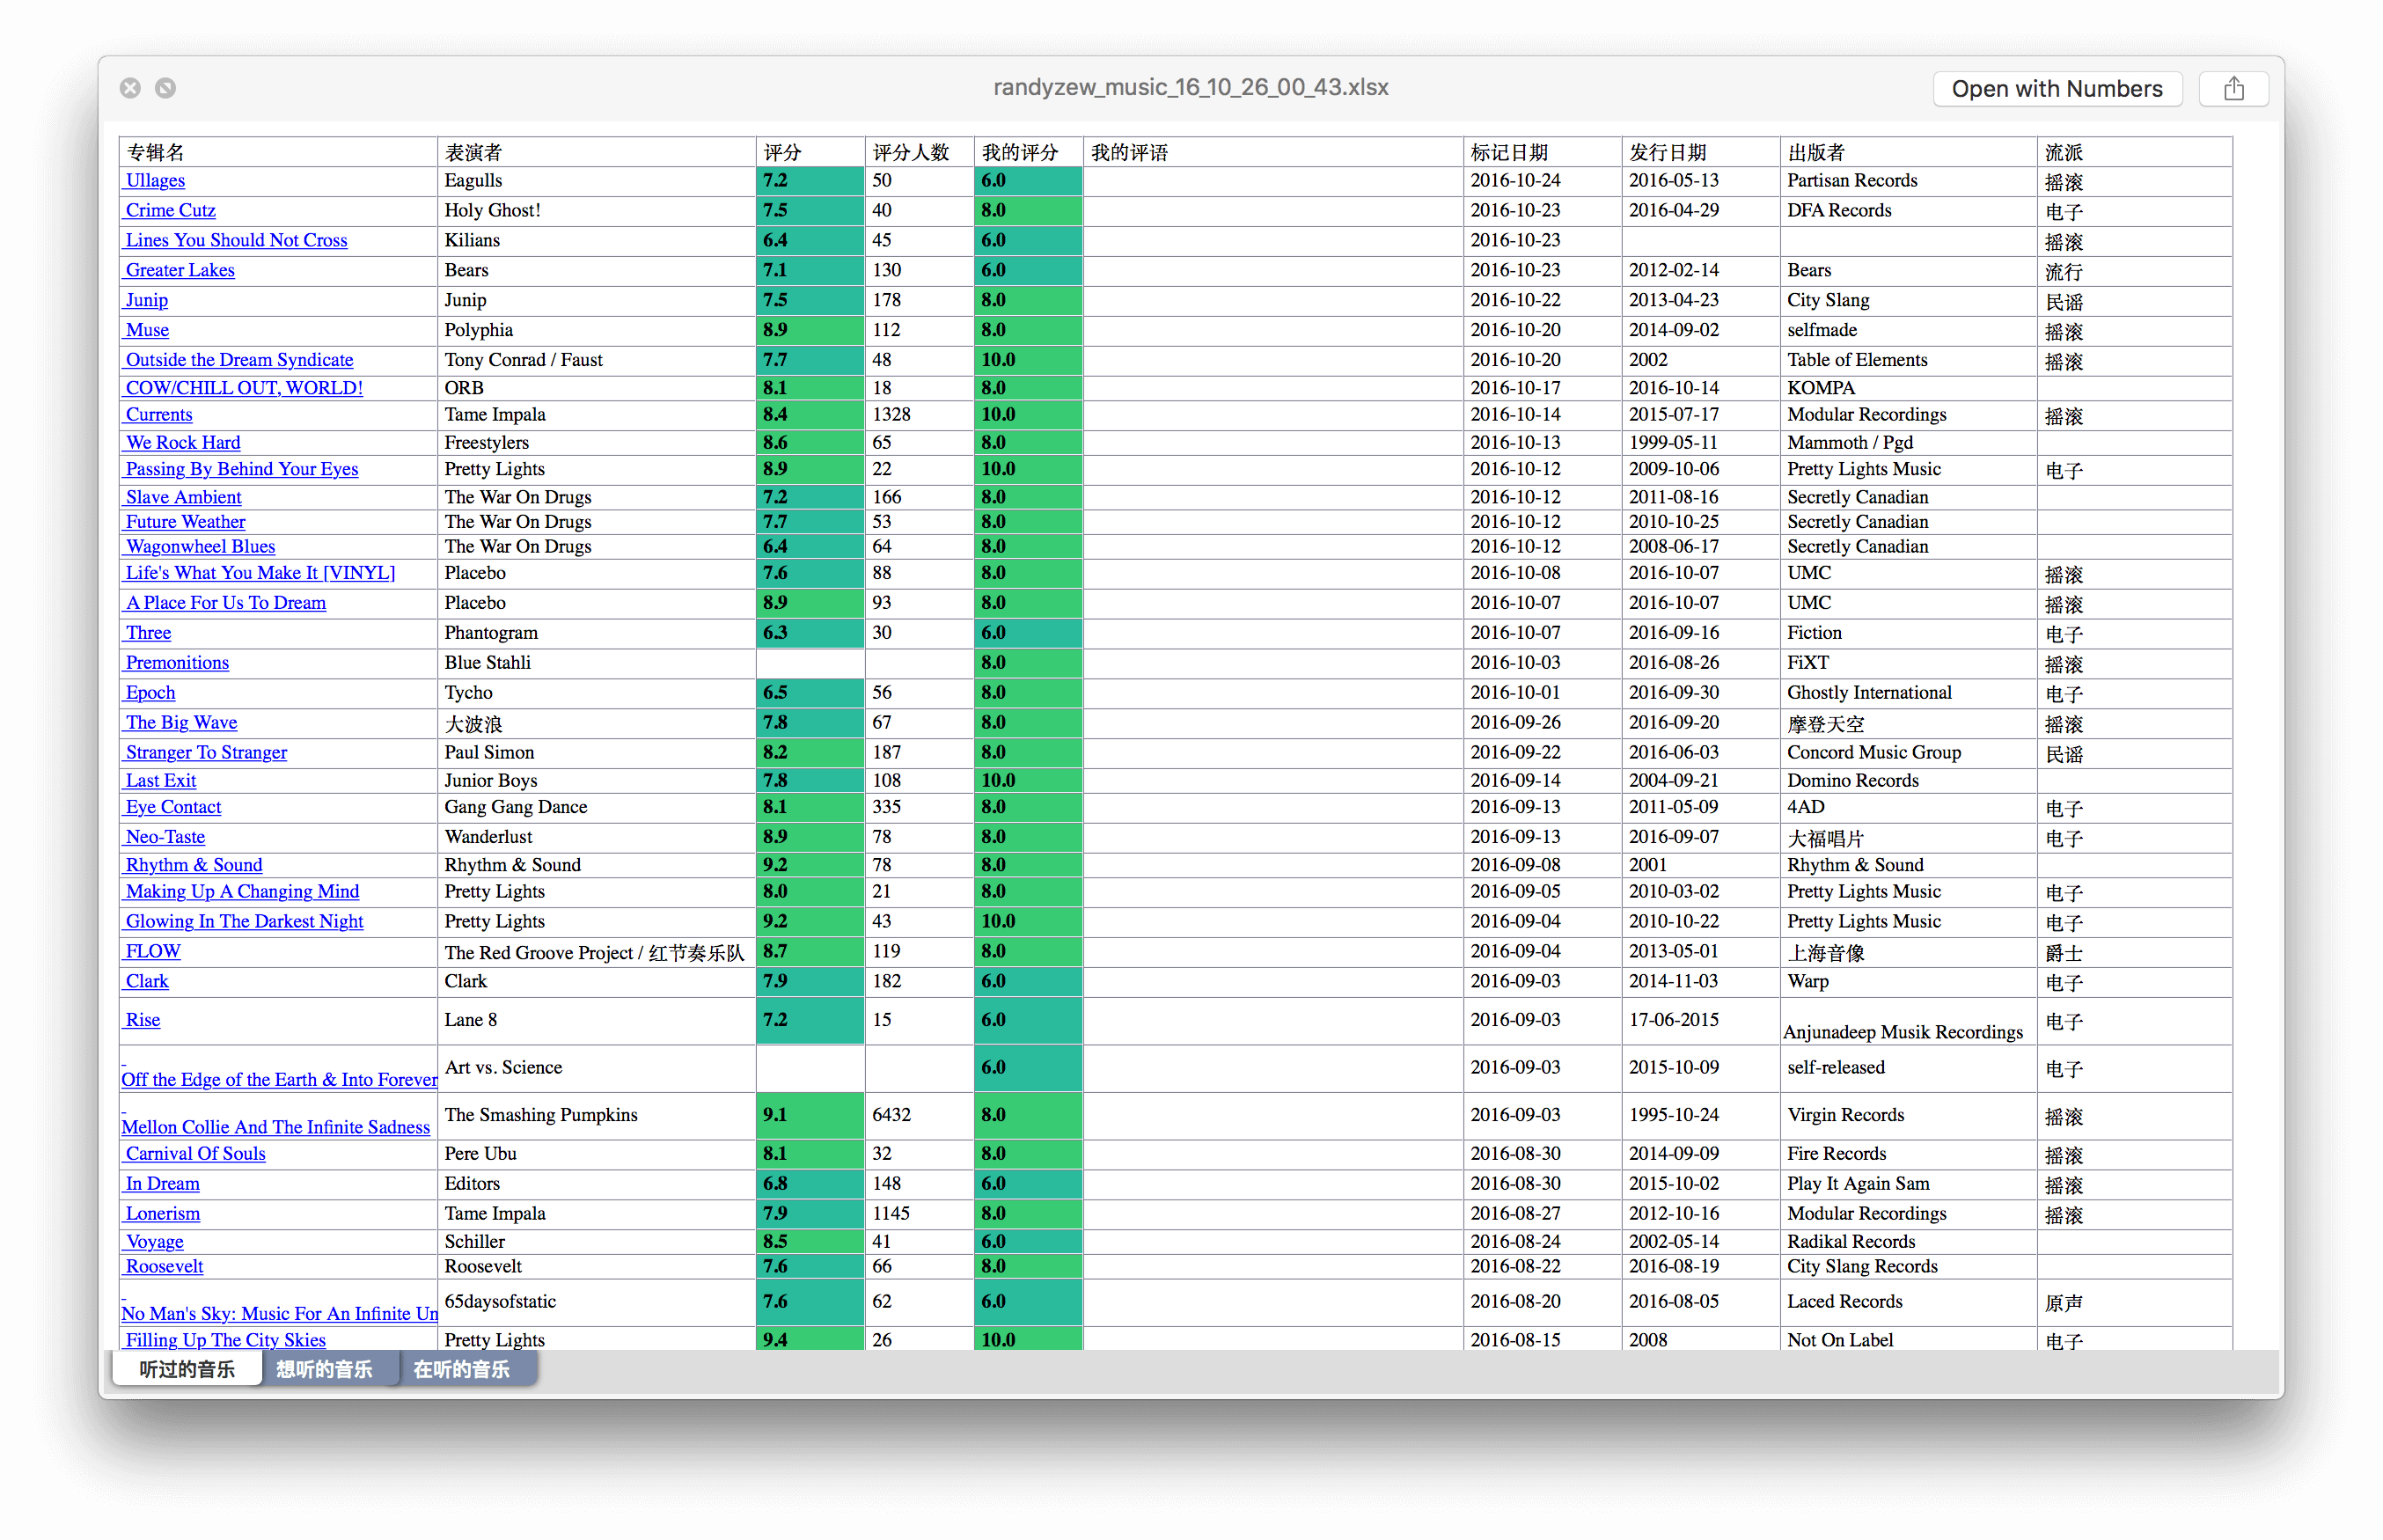 randyzew_music_16_10_26_00_43.xlsx Open with Numbers
专辑名 表演者 评分 评分人数 我的评分 我的评语 标记日期 发行日期 出版者 流派
Ullages Eagulls 7.2 50 6.0 2016-10-24 2016-05-13 Partisan Records 摇滚
Crime Cutz Holy Ghost! 7.5 40 8.0 2016-10-23 2016-04-29 DFA Records 电子
Lines You Should Not Cross Kilians 6.4 45 6.0 2016-10-23 摇滚
Greater Lakes Bears 7.1 130 6.0 2016-10-23 2012-02-14 Bears 流行
Junip Junip 7.5 178 8.0 2016-10-22 2013-04-23 City Slang 民谣
Muse Polyphia 8.9 112 8.0 2016-10-20 2014-09-02 selfmade 摇滚
Outside the Dream Syndicate Tony Conrad / Faust 7.7 48 10.0 2016-10-20 2002 Table of Elements 摇滚
COW/CHILL OUT, WORLD! ORB 8.1 18 8.0 2016-10-17 2016-10-14 KOMPA
Currents Tame Impala 8.4 1328 10.0 2016-10-14 2015-07-17 Modular Recordings 摇滚
We Rock Hard Freestylers 8.6 65 8.0 2016-10-13 1999-05-11 Mammoth / Pgd
Passing By Behind Your Eyes Pretty Lights 8.9 22 10.0 2016-10-12 2009-10-06 Pretty Lights Music 电子
Slave Ambient The War On Drugs 7.2 166 8.0 2016-10-12 2011-08-16 Secretly Canadian
Future Weather The War On Drugs 7.7 53 8.0 2016-10-12 2010-10-25 Secretly Canadian
Wagonwheel Blues The War On Drugs 6.4 64 8.0 2016-10-12 2008-06-17 Secretly Canadian
Life's What You Make It [VINYL] Placebo 7.6 88 8.0 2016-10-08 2016-10-07 UMC 摇滚
A Place For Us To Dream Placebo 8.9 93 8.0 2016-10-07 2016-10-07 UMC 摇滚
Three Phantogram 6.3 30 6.0 2016-10-07 2016-09-16 Fiction 电子
Premonitions Blue Stahli 8.0 2016-10-03 2016-08-26 FiXT 摇滚
Epoch Tycho 6.5 56 8.0 2016-10-01 2016-09-30 Ghostly International 电子
The Big Wave 大波浪 7.8 67 8.0 2016-09-26 2016-09-20 摩登天空 摇滚
Stranger To Stranger Paul Simon 8.2 187 8.0 2016-09-22 2016-06-03 Concord Music Group 民谣
Last Exit Junior Boys 7.8 108 10.0 2016-09-14 2004-09-21 Domino Records
Eye Contact Gang Gang Dance 8.1 335 8.0 2016-09-13 2011-05-09 4AD 电子
Neo-Taste Wanderlust 8.9 78 8.0 2016-09-13 2016-09-07 大福唱片 电子
Rhythm & Sound Rhythm & Sound 9.2 78 8.0 2016-09-08 2001 Rhythm & Sound
Making Up A Changing Mind Pretty Lights 8.0 21 8.0 2016-09-05 2010-03-02 Pretty Lights Music 电子
Glowing In The Darkest Night Pretty Lights 9.2 43 10.0 2016-09-04 2010-10-22 Pretty Lights Music 电子
FLOW The Red Groove Project / 红节奏乐队 8.7 119 8.0 2016-09-04 2013-05-01 上海音像 爵士
Clark Clark 7.9 182 6.0 2016-09-03 2014-11-03 Warp 电子
Rise Lane 8 7.2 15 6.0 2016-09-03 17-06-2015 Anjunadeep Musik Recordings 电子
Off the Edge of the Earth & Into Forever Art vs. Science 6.0 2016-09-03 2015-10-09 self-released 电子
Mellon Collie And The Infinite Sadness The Smashing Pumpkins 9.1 6432 8.0 2016-09-03 1995-10-24 Virgin Records 摇滚
Carnival Of Souls Pere Ubu 8.1 32 8.0 2016-08-30 2014-09-09 Fire Records 摇滚
In Dream Editors 6.8 148 6.0 2016-08-30 2015-10-02 Play It Again Sam 摇滚
Lonerism Tame Impala 7.9 1145 8.0 2016-08-27 2012-10-16 Modular Recordings 摇滚
Voyage Schiller 8.5 41 6.0 2016-08-24 2002-05-14 Radikal Records
Roosevelt Roosevelt 7.6 66 8.0 2016-08-22 2016-08-19 City Slang Records
No Man's Sky: Music For An Infinite Un 65daysofstatic 7.6 62 6.0 2016-08-20 2016-08-05 Laced Records 原声
Filling Up The City Skies Pretty Lights 9.4 26 10.0 2016-08-15 2008 Not On Label 电子
听过的音乐 想听的音乐 在听的音乐